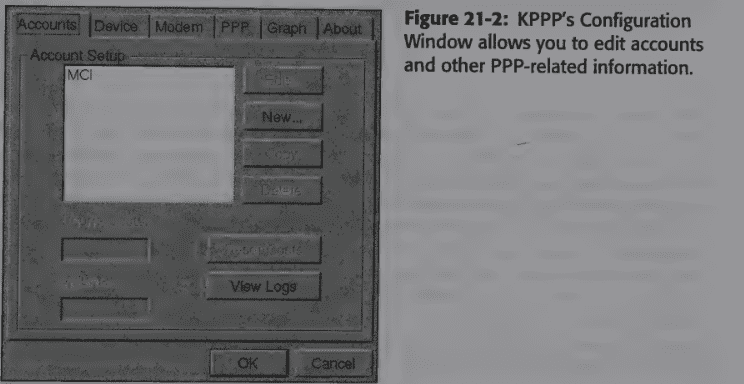 Accounts Device Modem PPP Graph About
Account Setup
MCI
New...
Delete
View Logs
OK Cancel
Figure 21-2: KPPP's Configuration
Window allows you to edit accounts
and other PPP-related information.